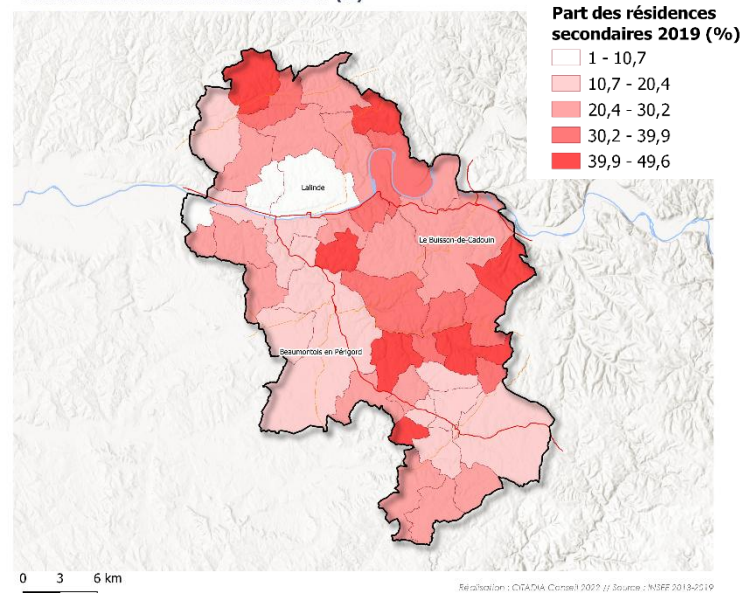 Part des résidences
secondaires 2019 (%)
1 - 10,7
10,7 - 20,4
20,4 - 30,2
30,2 - 39,9
39,9 - 49,6
Lalinde
Le Buisson-de-Cadouin
Beaumontois en Périgord
0 3 6 km
Réalisation : CITADIA Conseil 2022 // Source : INSEE 2013-2019